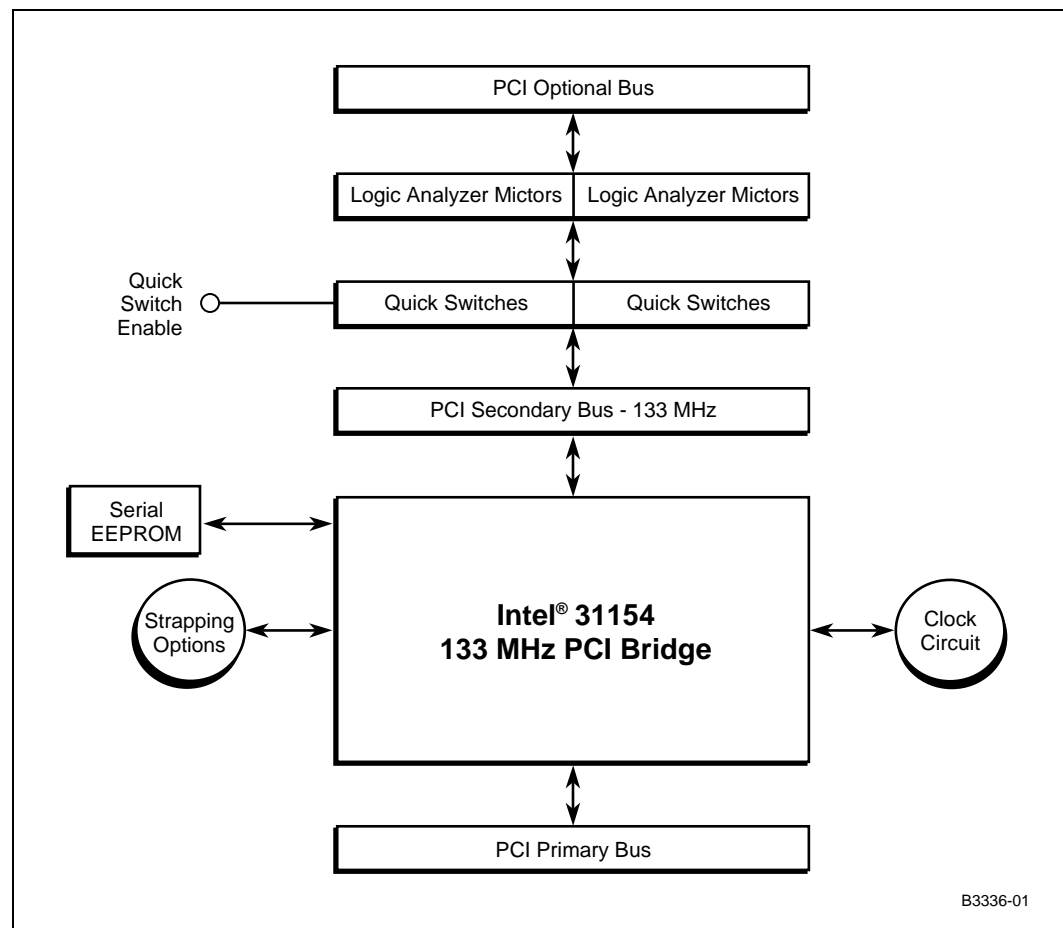 PCI Optional Bus
Logic Analyzer Mictors
Logic Analyzer Mictors
Quick
Switch
Enable
Quick Switches
Quick Switches
PCI Secondary Bus - 133 MHz
Serial
EEPROM
Strapping
Options
Intel® 31154
133 MHz PCI Bridge
Clock
Circuit
PCI Primary Bus
B3336-01